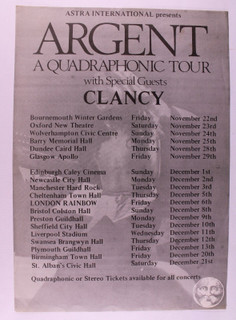 ASTRA INTERNATIONAL presents
ARGENT
A QUADRAPHONIC TOUR
with Special Guests
CLANCY
Bournemouth Winter Gardens Friday November 22nd
Oxford New Theatre Saturday November 23rd
Wolverhampton Civic Centre Sunday November 24th
Barry Memorial Hall Monday November 25th
Dundee Caird Hall Thursday November 28th
Glasgow Apollo Friday November 29th
Edinburgh Caley Cinema Sunday December 1st
Newcastle City Hall Monday December 2nd
Manchester Hard Rock Tuesday December 3rd
Cheltenham Town Hall Thursday December 5th
LONDON RAINBOW Friday December 6th
Bristol Colston Hall Sunday December 8th
Preston Guildhall Monday December 9th
Sheffield City Hall Tuesday December 10th
Liverpool Stadium Wednesday December 11th
Swansea Brangwyn Hall Thursday December 12th
Plymouth Guildhall Friday December 13th
Birmingham Town Hall Friday December 20th
St. Alban's Civic Hall Saturday December 21st
Quadraphonic or Stereo Tickets available for all concerts